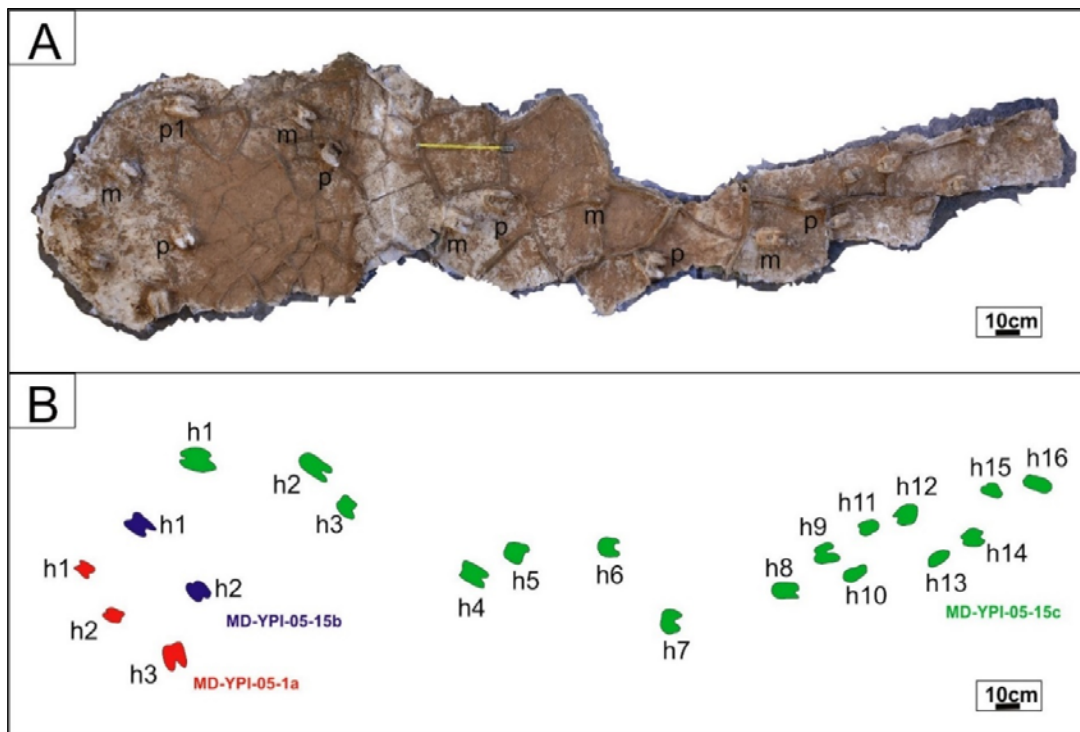 A
p1
m
m
p
p
m
p
m
p
m
p
10cm
B
h1
h2
h3
h1
h1
h2
h2
MD-YPI-05-15b
h3
MD-YPI-05-1a
h4
h5
h6
h7
h8
h9
h10
h11
h12
h13
h14
h15
h16
MD-YPI-05-15c
10cm